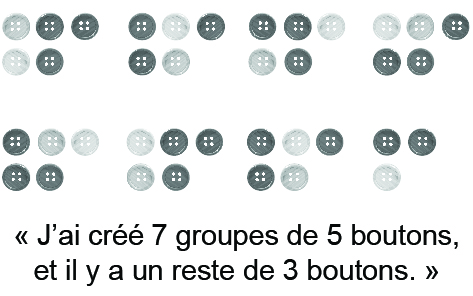 « J’ai créé 7 groupes de 5 boutons,
et il y a un reste de 3 boutons. »